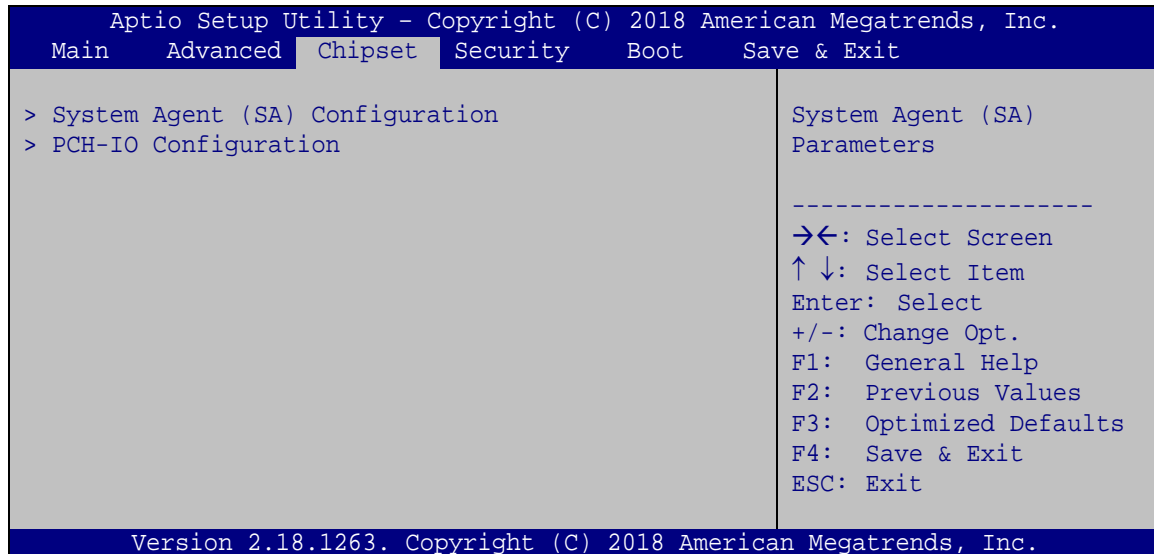 Aptio Setup Utility – Copyright (C) 2018 American Megatrends, Inc.
Main Advanced Chipset Security Boot Save & Exit
> System Agent (SA) Configuration
> PCH-IO Configuration
System Agent (SA)
Parameters
---------------------
→←: Select Screen
↑ ↓: Select Item
Enter: Select
+/-: Change Opt.
F1: General Help
F2: Previous Values
F3: Optimized Defaults
F4: Save & Exit
ESC: Exit
Version 2.18.1263. Copyright (C) 2018 American Megatrends, Inc.